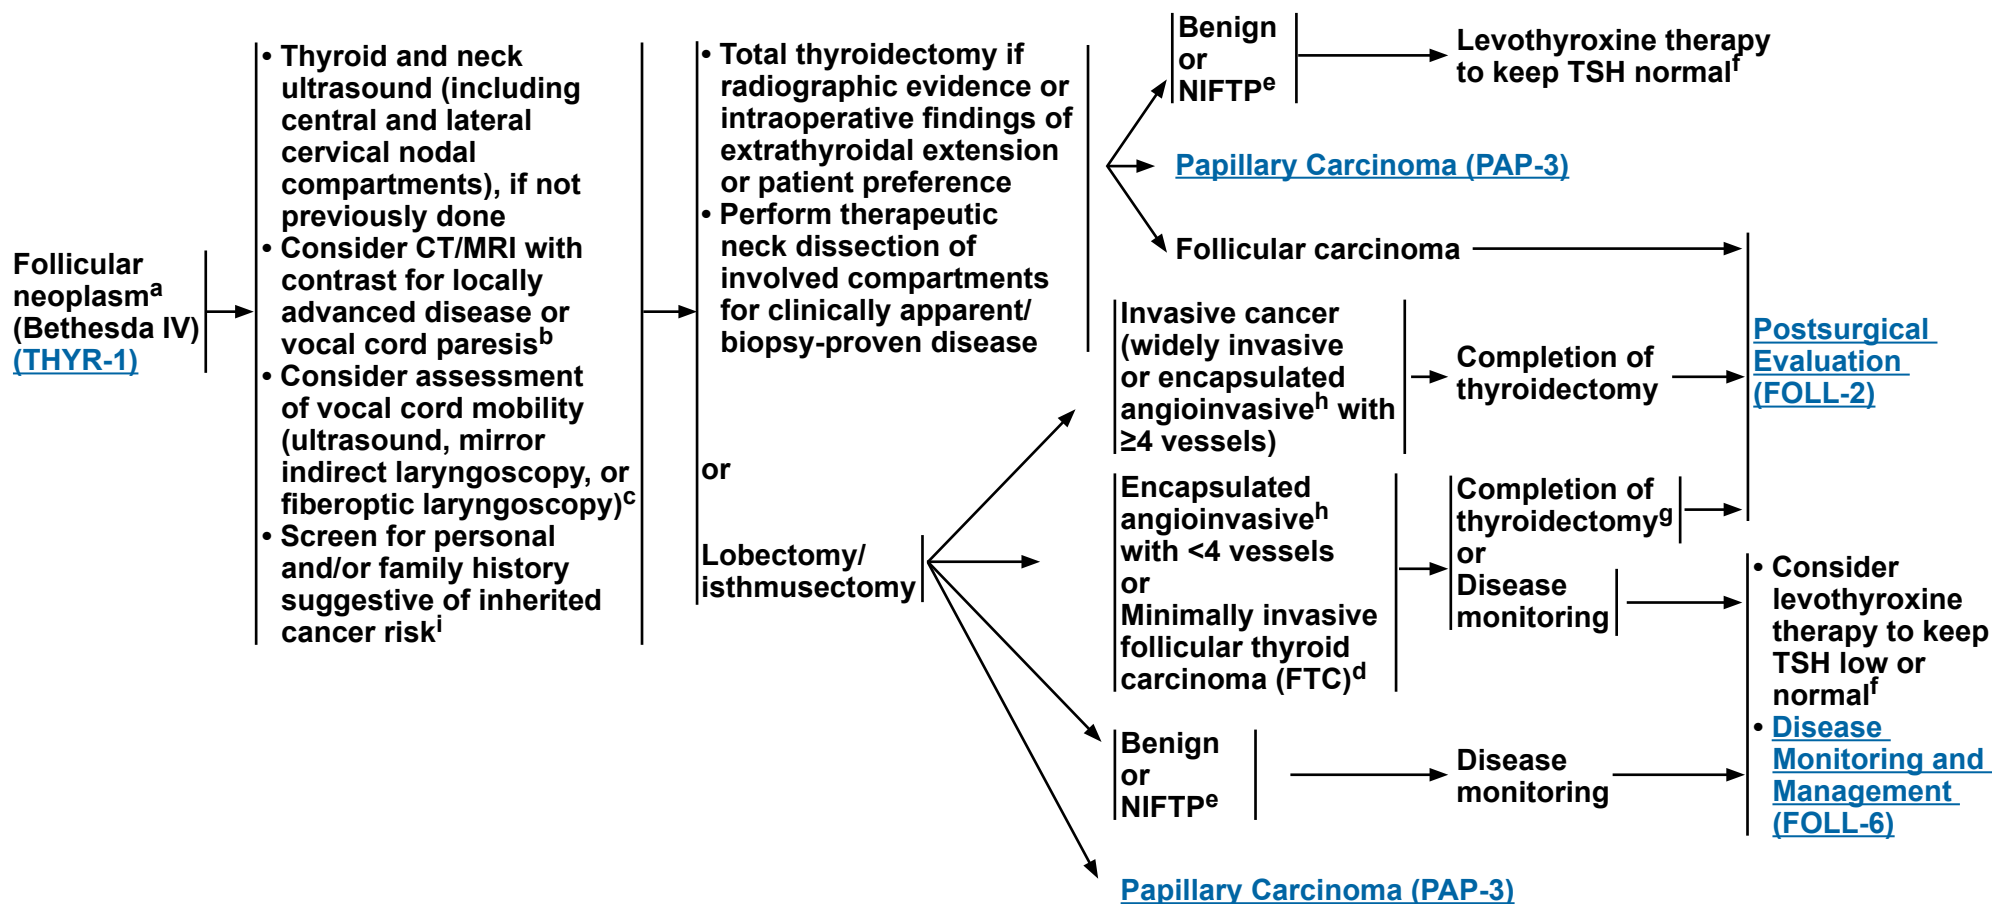 Follicular
neoplasmᵃ
(Bethesda IV)
(THYR-1)
• Thyroid and neck
ultrasound (including
central and lateral
cervical nodal
compartments), if not
previously done
• Consider CT/MRI with
contrast for locally
advanced disease or
vocal cord paresisᵇ
• Consider assessment
of vocal cord mobility
(ultrasound, mirror
indirect laryngoscopy, or
fiberoptic laryngoscopy)ᶜ
• Screen for personal
and/or family history
suggestive of inherited
cancer riskⁱ
• Total thyroidectomy if
radiographic evidence or
intraoperative findings of
extrathyroidal extension
or patient preference
• Perform therapeutic
neck dissection of
involved compartments
for clinically apparent/
biopsy-proven disease
or
Lobectomy/
isthmusectomy
Benign
or
NIFTPᵉ
Levothyroxine therapy
to keep TSH normalᶠ
Papillary Carcinoma (PAP-3)
Follicular carcinoma
Invasive cancer
(widely invasive
or encapsulated
angioinvasiveʰ with
≥4 vessels)
Completion of
thyroidectomy
Postsurgical
Evaluation
(FOLL-2)
Encapsulated
angioinvasiveʰ
with <4 vessels
or
Minimally invasive
follicular thyroid
carcinoma (FTC)ᵈ
Completion of
thyroidectomyᵍ
or
Disease
monitoring
Benign
or
NIFTPᵉ
Disease
monitoring
• Consider
levothyroxine
therapy to keep
TSH low or
normalᶠ
• Disease
Monitoring and
Management
(FOLL-6)
Papillary Carcinoma (PAP-3)